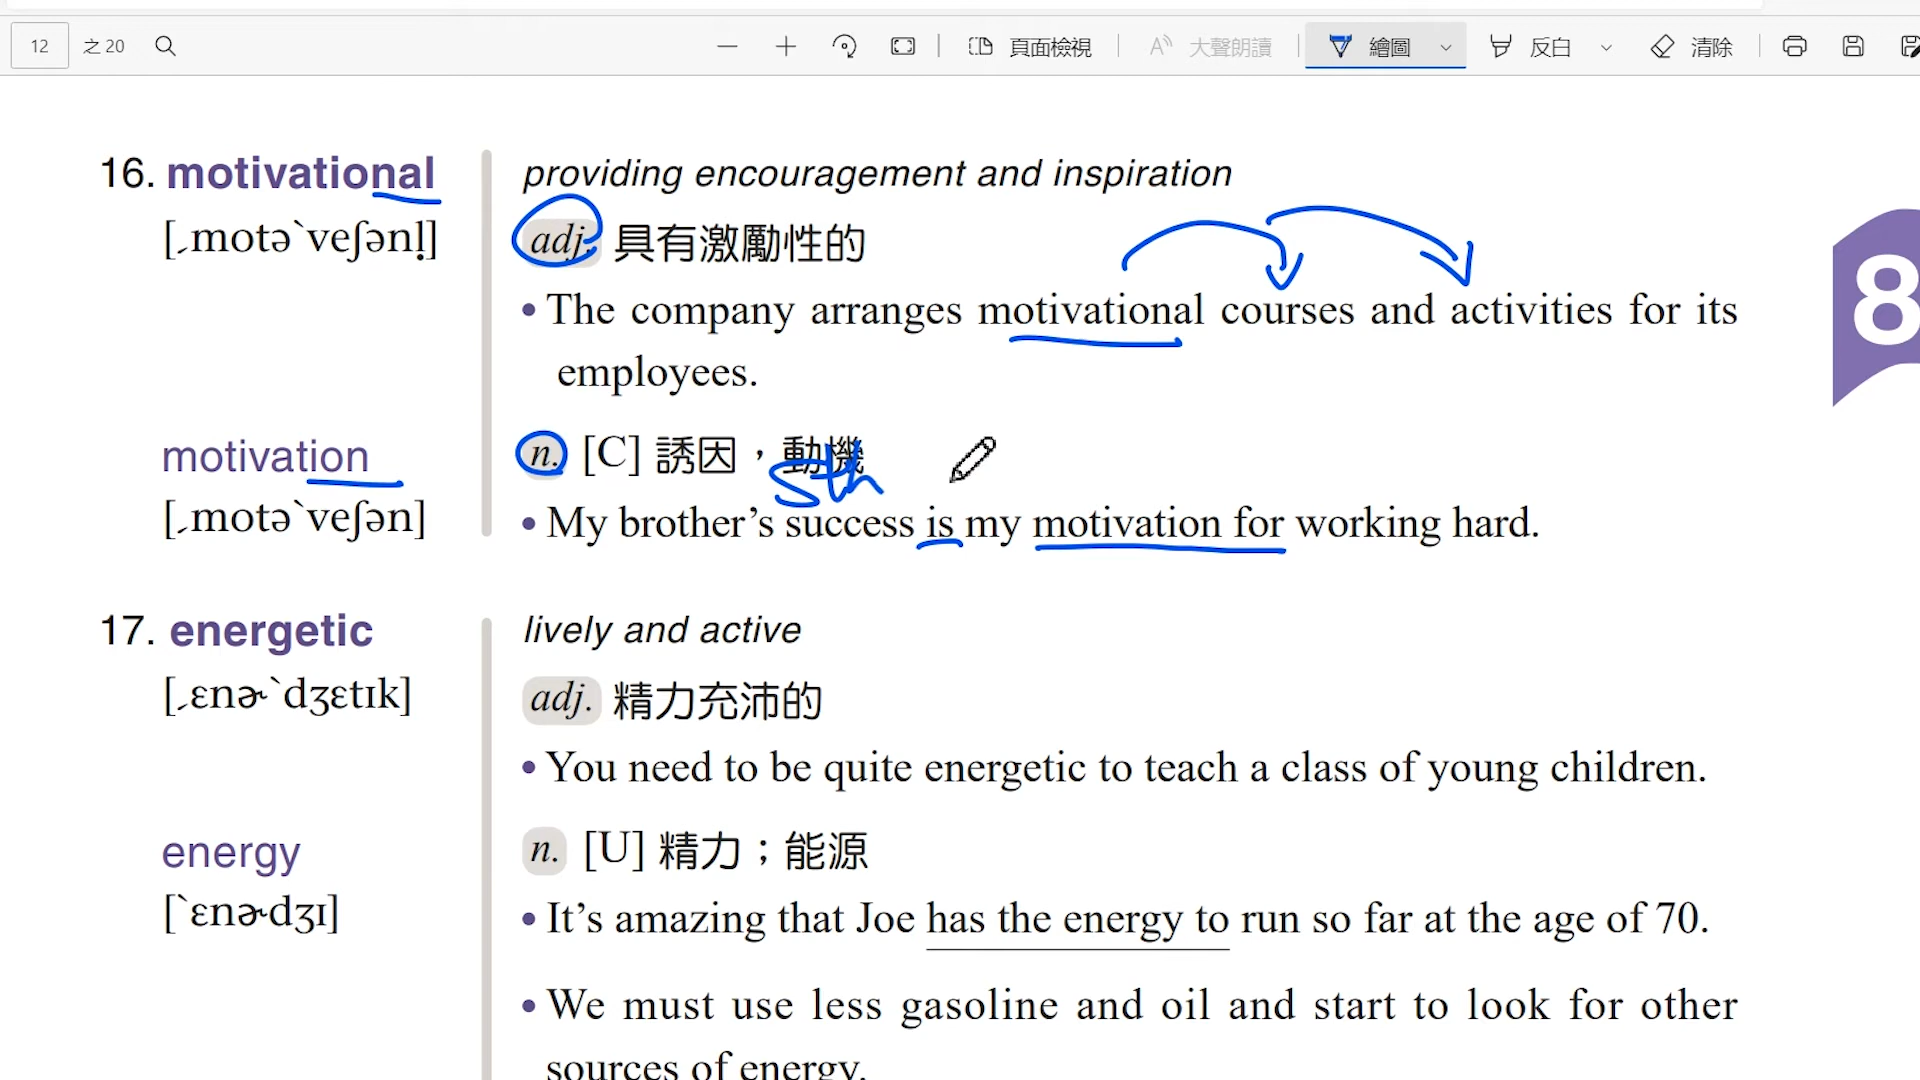 12 之 20 頁面檢視 大聲朗讀 繪圖 反白 清除
16. motivational
[ˏmotəˋveʃən!̩]
providing encouragement and inspiration
adj. 具有激勵性的
• The company arranges motivational courses and activities for its
employees.
8
motivation
[ˏmotəˋveʃən]
n. [C] 誘因，動機
sth
• My brother’s success is my motivation for working hard.
17. energetic
[ˏɛnɚˋdʒɛtɪk]
lively and active
adj. 精力充沛的
• You need to be quite energetic to teach a class of young children.
energy
[ˋɛnɚdʒɪ]
n. [U] 精力；能源
• It’s amazing that Joe has the energy to run so far at the age of 70.
• We must use less gasoline and oil and start to look for other
sources of energy.